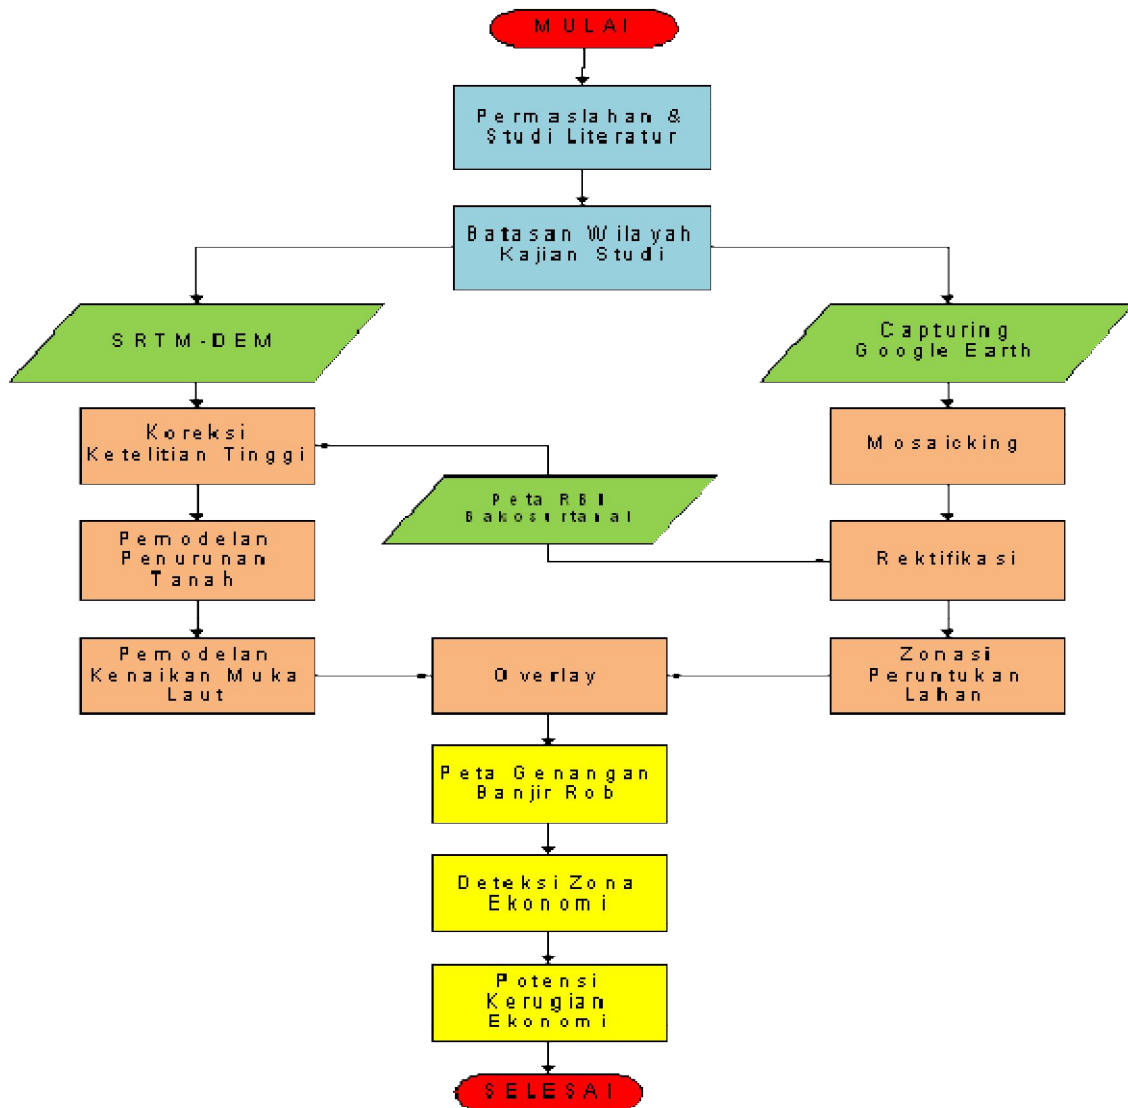 MULAI
Permaslahan &
Studi Literatur
Batasan Wilayah
Kajian Studi
SRTM-DEM
Capturing
Google Earth
Koreksi
Ketelitian Tinggi
Mosaicking
Peta RBI
Bakosurtanal
Pemodelan
Penurunan
Tanah
Rektifikasi
Pemodelan
Kenaikan Muka
Laut
Overlay
Zonasi
Peruntukan
Lahan
Peta Genangan
Banjir Rob
Deteksi Zona
Ekonomi
Potensi
Kerugian
Ekonomi
SELESAI